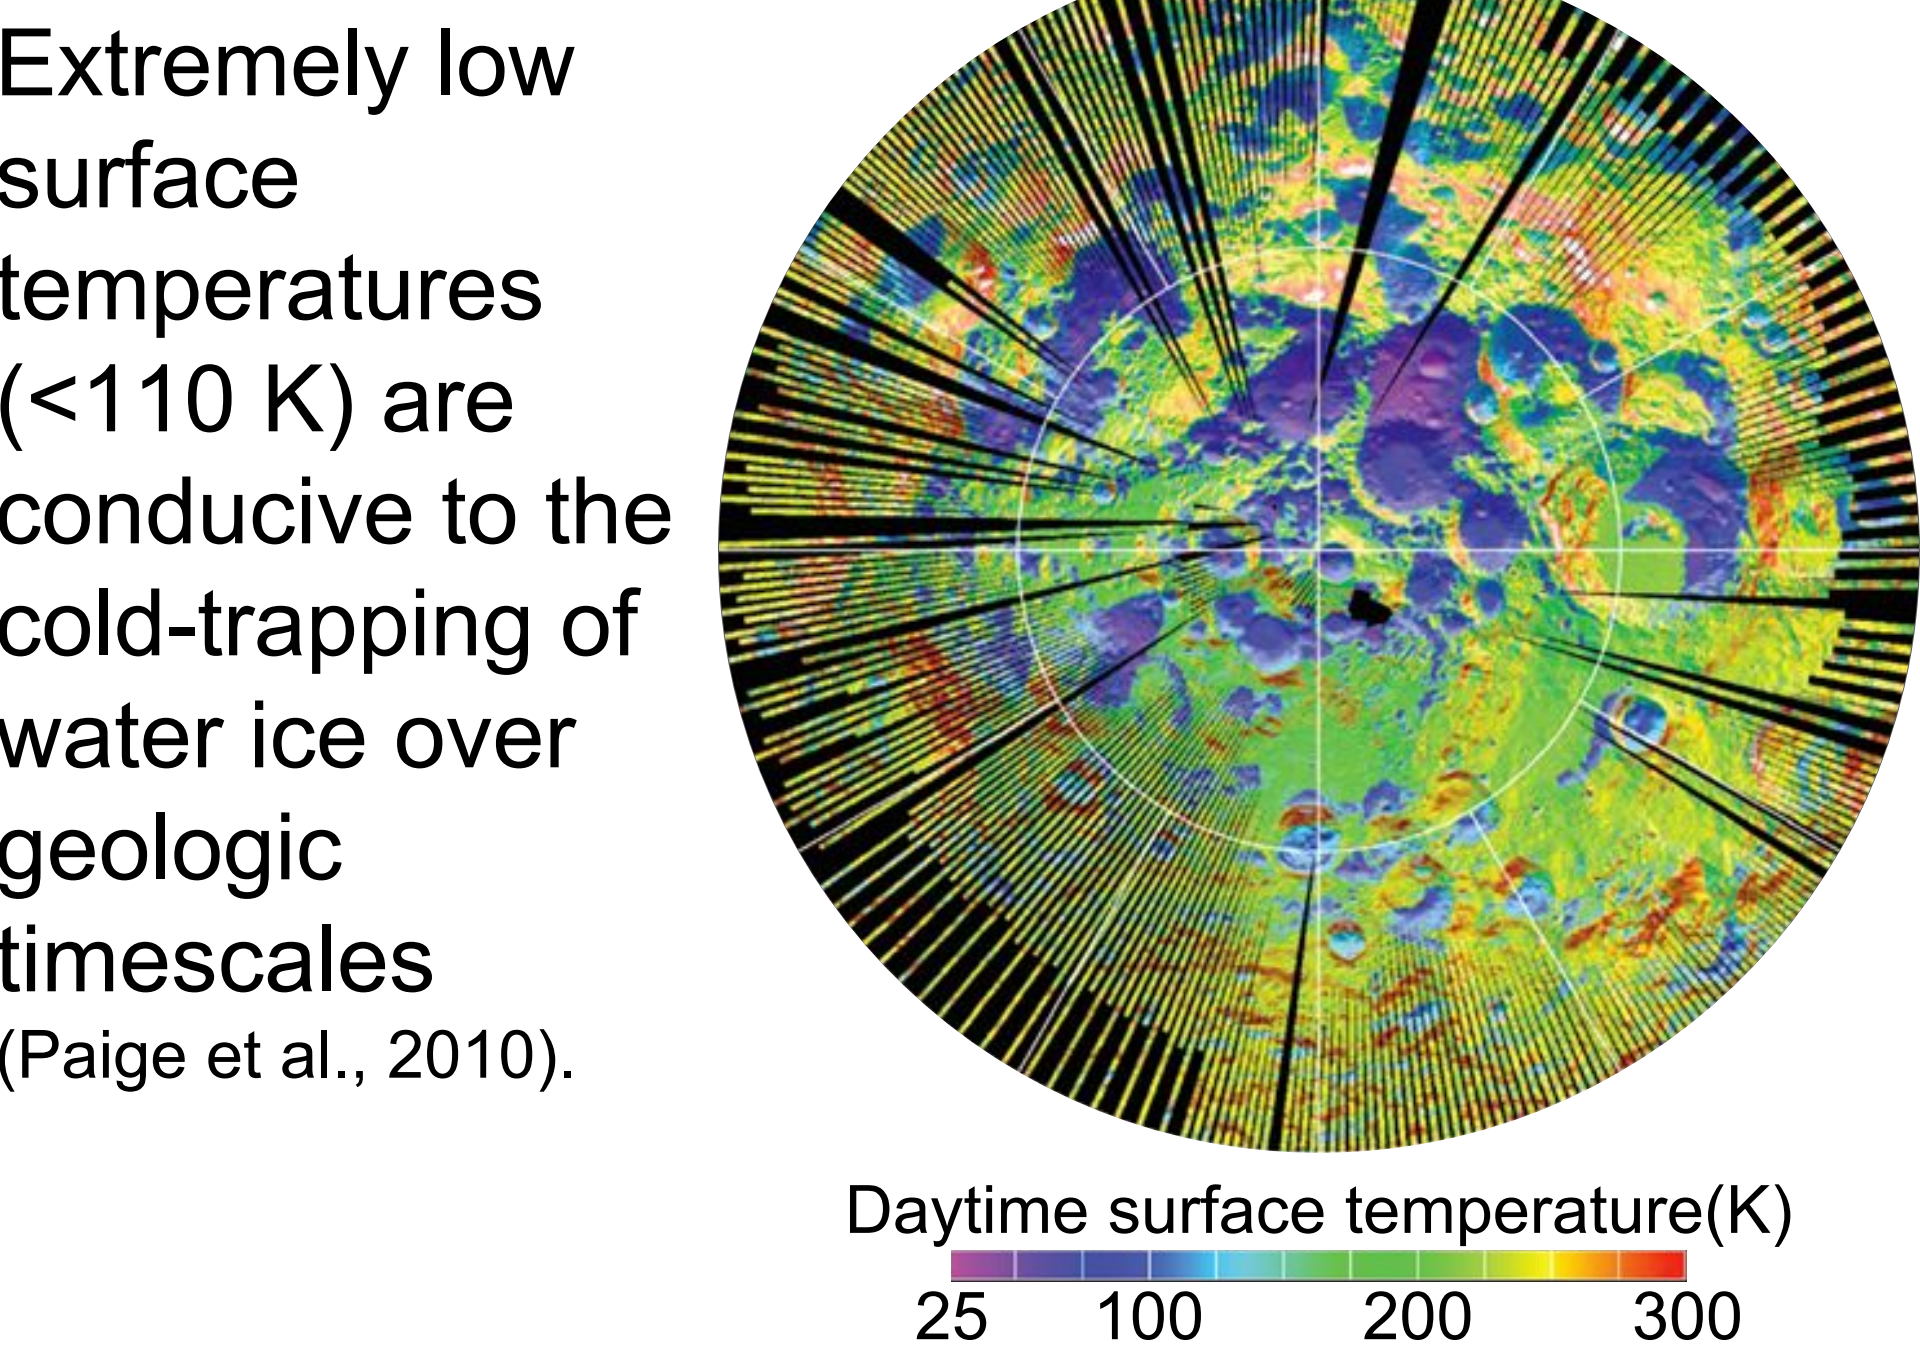 Extremely low
surface
temperatures
(<110 K) are
conducive to the
cold-trapping of
water ice over
geologic
timescales
(Paige et al., 2010).
Daytime surface temperature(K)
25 100 200 300